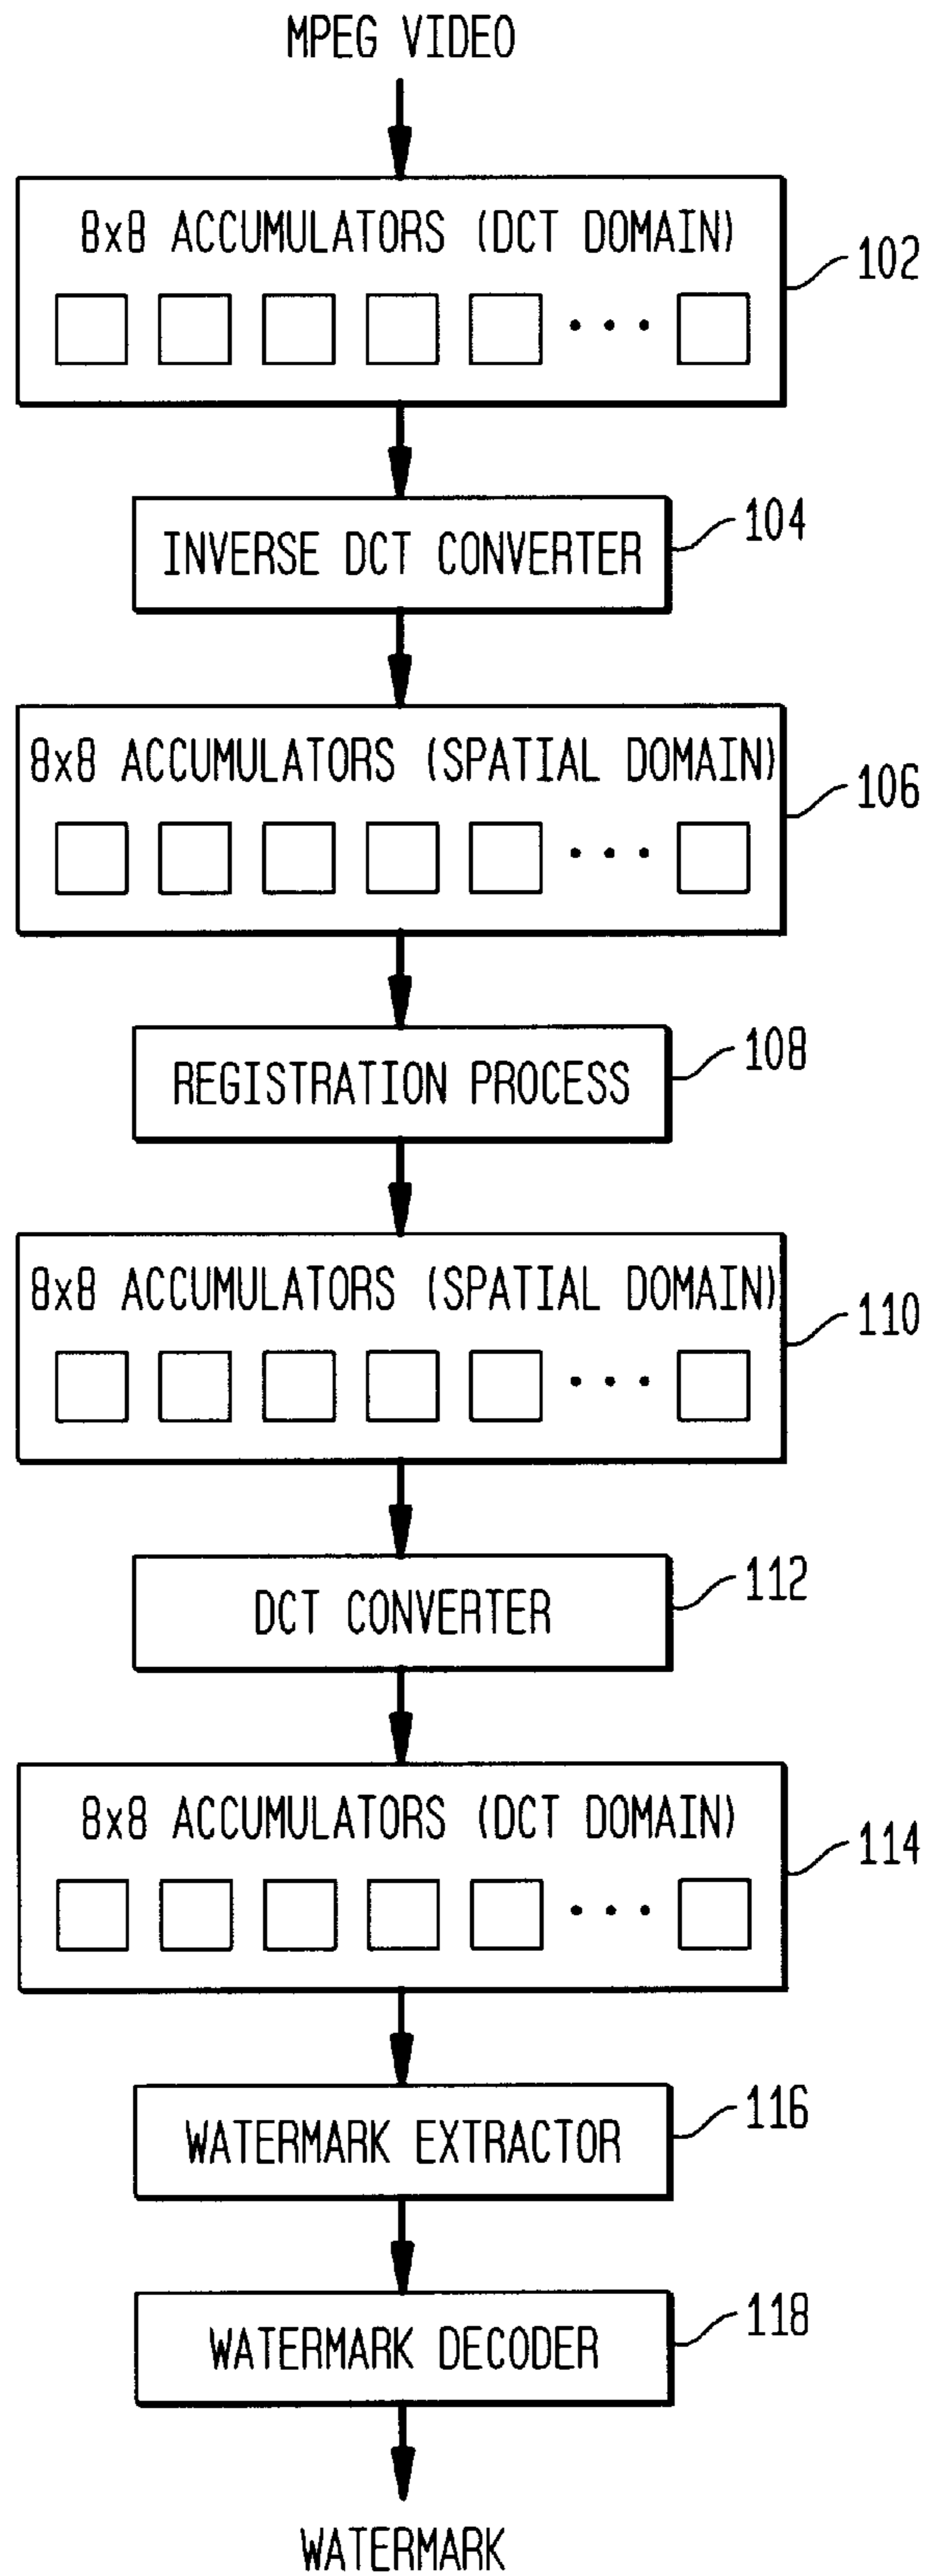 MPEG VIDEO
8x8 ACCUMULATORS (DCT DOMAIN)
102
INVERSE DCT CONVERTER
104
8x8 ACCUMULATORS (SPATIAL DOMAIN)
106
REGISTRATION PROCESS
108
8x8 ACCUMULATORS (SPATIAL DOMAIN)
110
DCT CONVERTER
112
8x8 ACCUMULATORS (DCT DOMAIN)
114
WATERMARK EXTRACTOR
116
WATERMARK DECODER
118
WATERMARK